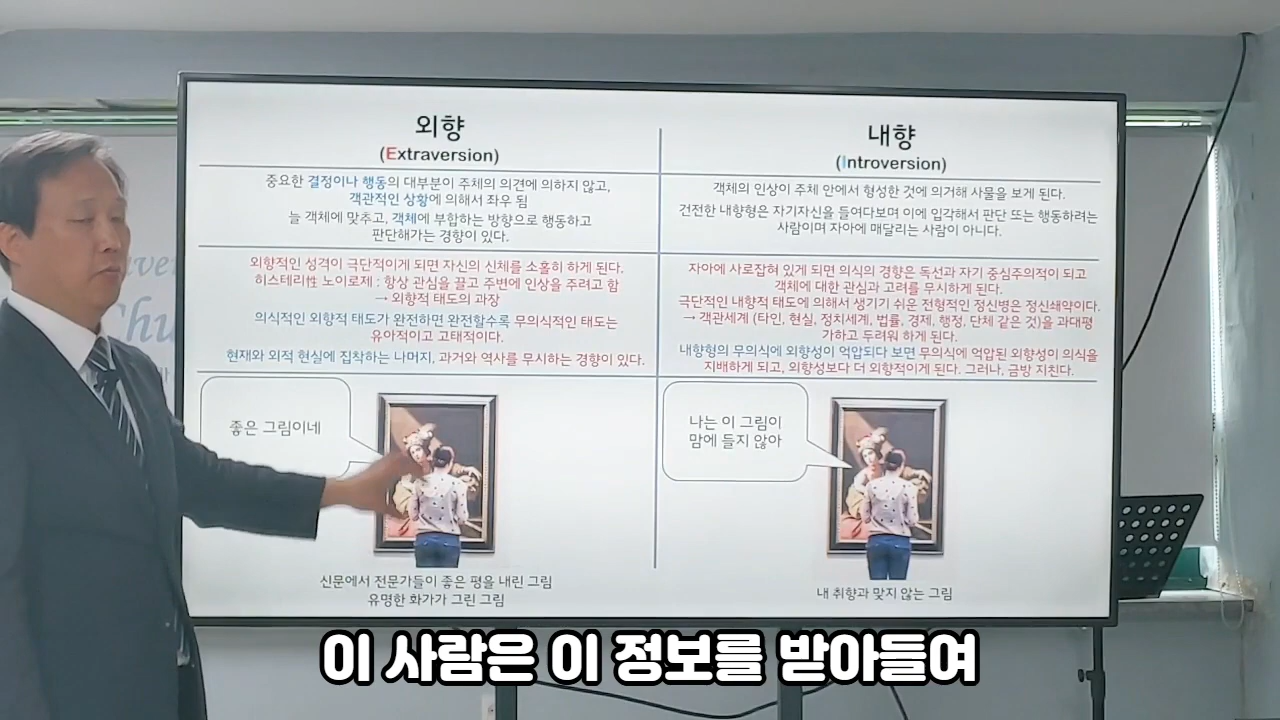 외향
(Extraversion)
중요한 결정이나 행동의 대부분이 주체의 의견에 의하지 않고,
객관적인 상황에 의해서 좌우 됨
늘 객체에 맞추고, 객체에 부합하는 방향으로 행동하고
판단해가는 경향이 있다.
외향적인 성격이 극단적이게 되면 자신의 신체를 소홀히 하게 된다.
히스테리性 노이로제 : 항상 관심을 끌고 주변에 인상을 주려고 함
→ 외향적 태도의 과장
의식적인 외향적 태도가 완전하면 완전할수록 무의식적인 태도는
유아적이고 고태적이다.
현재와 외적 현실에 집착하는 나머지, 과거와 역사를 무시하는 경향이 있다.
좋은 그림이네
신문에서 전문가들이 좋은 평을 내린 그림
유명한 화가가 그린 그림
내향
(Introversion)
객체의 인상이 주체 안에서 형성한 것에 의거해 사물을 보게 된다.
건전한 내향형은 자기자신을 들여다보며 이에 입각해서 판단 또는 행동하려는
사람이며 자아에 매달리는 사람이 아니다.
자아에 사로잡혀 있게 되면 의식의 경향은 독선과 자기 중심주의적이 되고
객체에 대한 관심과 고려를 무시하게 된다.
극단적인 내향적 태도에 의해서 생기기 쉬운 전형적인 정신병은 정신쇄약이다.
→ 객관세계 (타인, 현실, 정치세계, 법률, 경제, 행정, 단체 같은 것)을 과대평
가하고 두려워 하게 된다.
내향형의 무의식에 외향성이 억압되다 보면 무의식에 억압된 외향성이 의식을
지배하게 되고, 외향성보다 더 외향적이게 된다. 그러나, 금방 지친다.
나는 이 그림이
맘에 들지 않아
내 취향과 맞지 않는 그림
이 사람은 이 정보를 받아들여